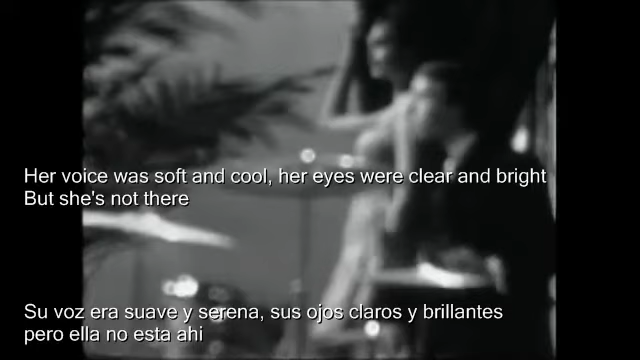 Her voice was soft and cool, her eyes were clear and bright
But she's not there
Su voz era suave y serena, sus ojos claros y brillantes
pero ella no esta ahi